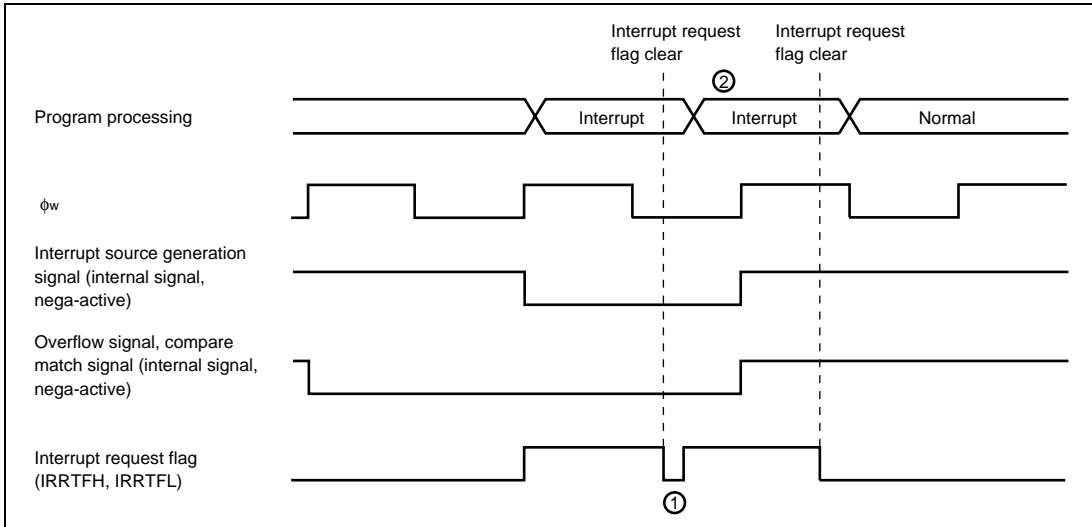 Interrupt request
flag clear
Interrupt request
flag clear
②
Program processing
Interrupt
Interrupt
Normal
ϕw
Interrupt source generation
signal (internal signal,
nega-active)
Overflow signal, compare
match signal (internal signal,
nega-active)
Interrupt request flag
(IRRTFH, IRRTFL)
①